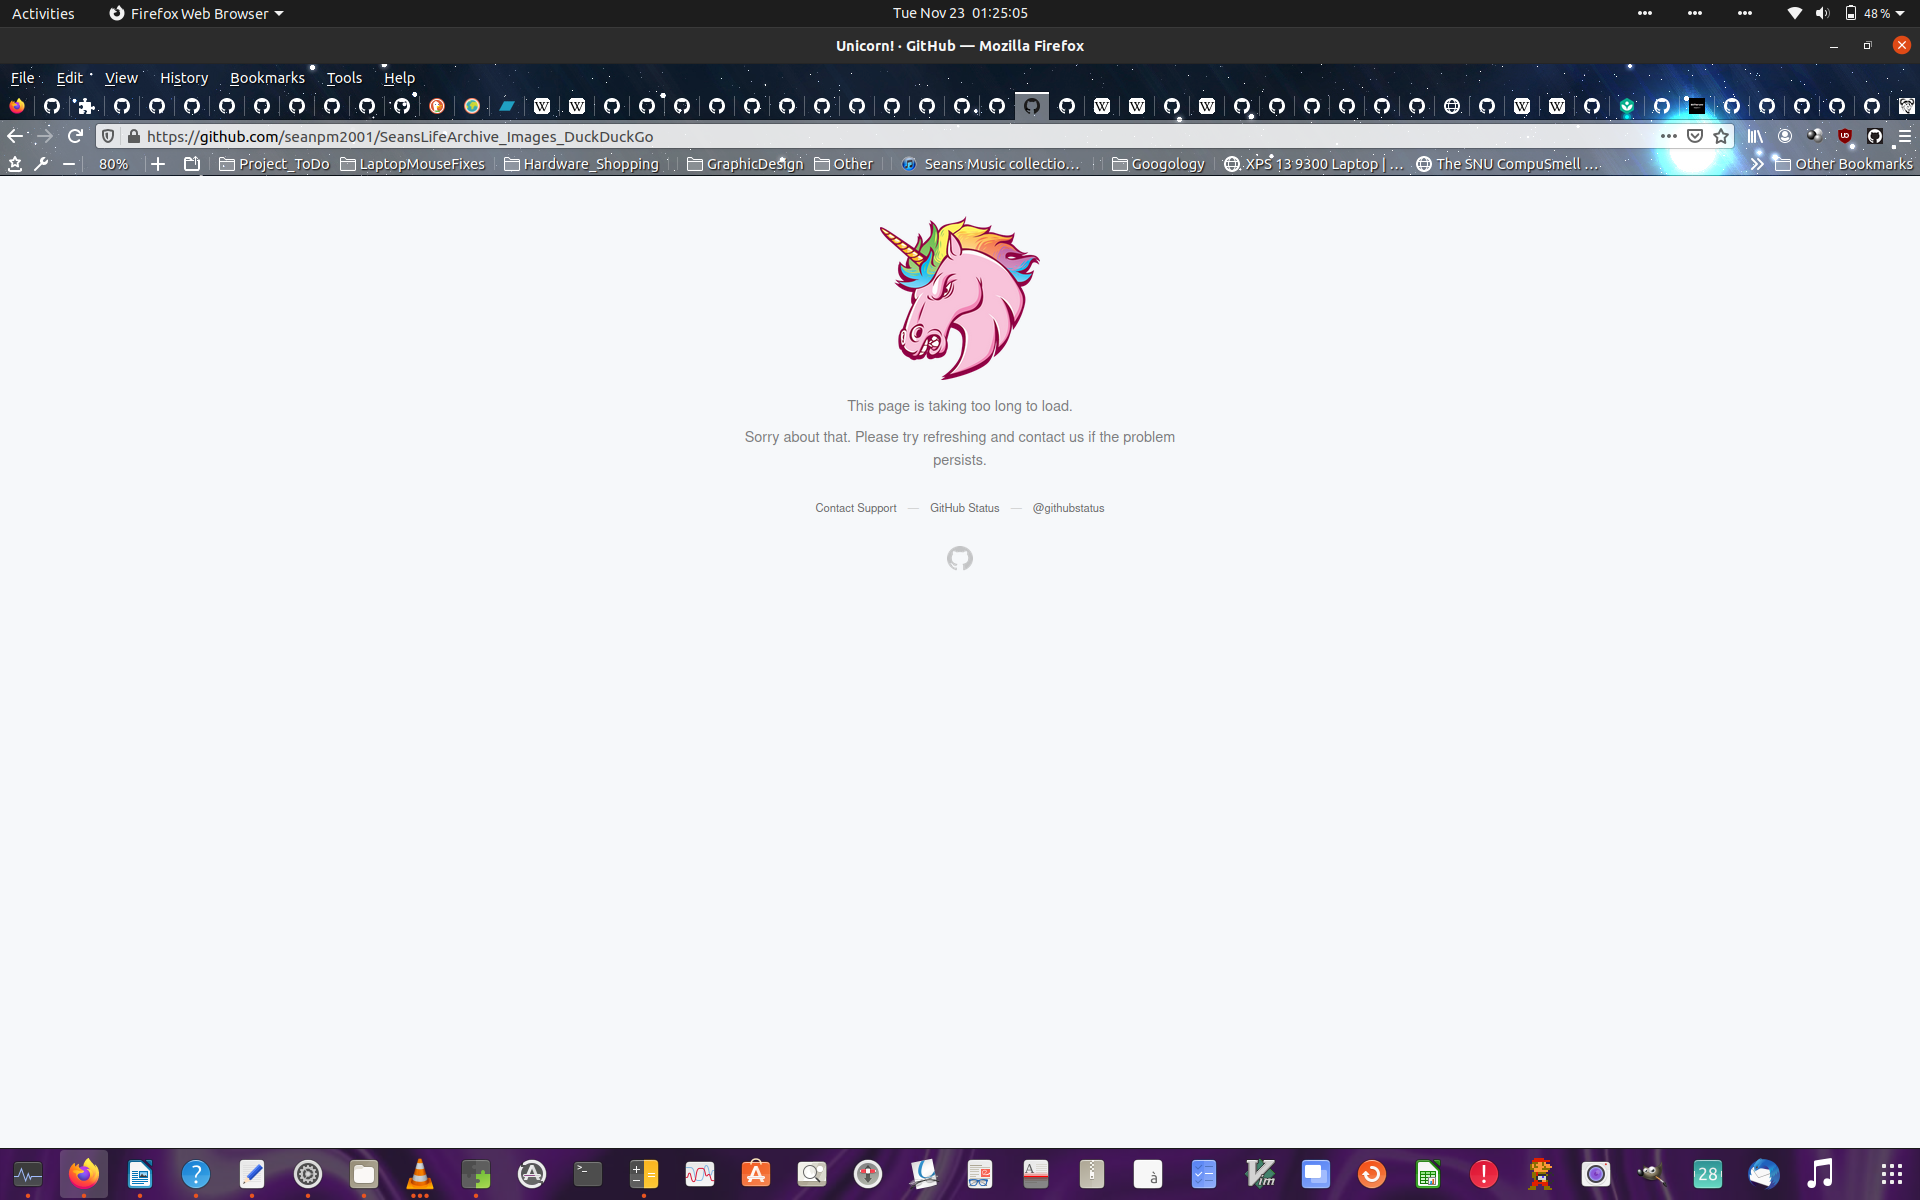 Activities Firefox Web Browser Tue Nov 23 01:25:05 48 %
Unicorn! · GitHub — Mozilla Firefox
File Edit View History Bookmarks Tools Help
https://github.com/seanpm2001/SeansLifeArchive_Images_DuckDuckGo
80% Project_ToDo LaptopMouseFixes Hardware_Shopping GraphicDesign Other Seans Music collectio… Googology XPS 13 9300 Laptop | … The SNU CompuSmell … Other Bookmarks
This page is taking too long to load.
Sorry about that. Please try refreshing and contact us if the problem
persists.
Contact Support — GitHub Status — @githubstatus
28